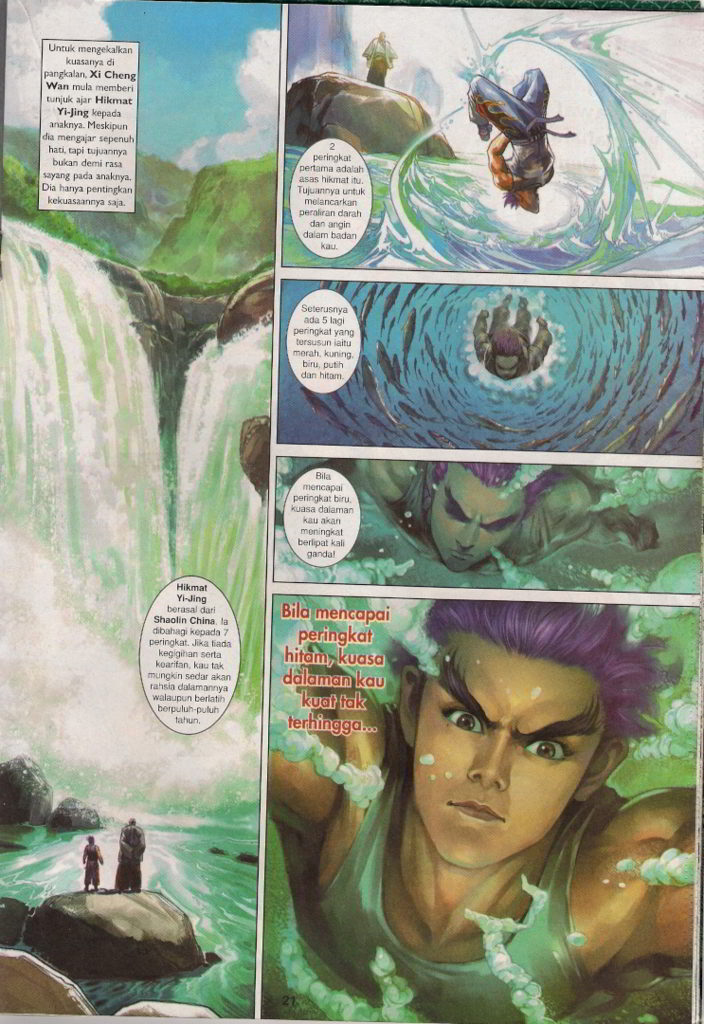 Untuk mengekalkan
kuasanya di
pangkalan, Xi Cheng
Wan mula memberi
tunjuk ajar Hikmat
Yi-Jing kepada
anaknya. Meskipun
dia mengajar sepenuh
hati, tapi tujuannya
bukan demi rasa
sayang pada anaknya.
Dia hanya pentingkan
kekuasaannya saja.
Hikmat
Yi-Jing
berasal dari
Shaolin China. Ia
dibahagi kepada 7
peringkat. Jika tiada
kegigihan serta
kearifan, kau tak
mungkin sedar akan
rahsia dalamannya
walaupun berlatih
berpuluh-puluh
tahun.
2
peringkat
pertama adalah
asas hikmat itu.
Tujuannya untuk
melancarkan
peraliran darah
dan angin
dalam badan
kau.
Seterusnya
ada 5 lagi
peringkat yang
tersusun iaitu
merah, kuning,
biru, putih
dan hitam.
Bila
mencapai
peringkat biru,
kuasa dalaman
kau akan
meningkat
berlipat kali
ganda!
Bila mencapai
peringkat
hitam, kuasa
dalaman kau
kuat tak
terhingga...
21